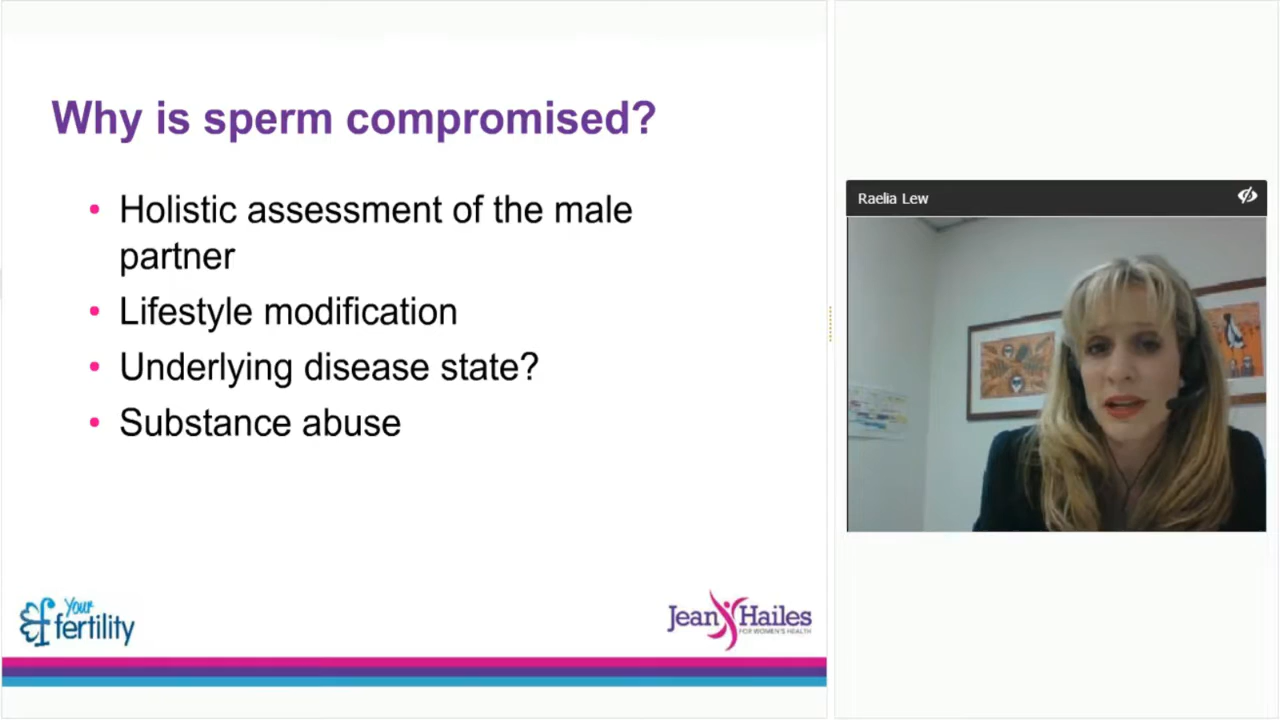 Why is sperm compromised?
• Holistic assessment of the male
partner
• Lifestyle modification
• Underlying disease state?
• Substance abuse
Your
fertility
Jean Hailes
FOR WOMEN'S HEALTH
Raelia Lew